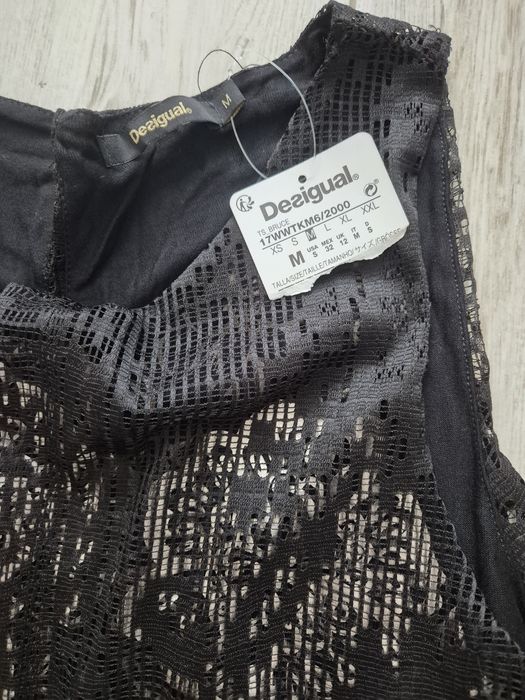 Desigual®
M
Desigual®
TS_BRUCE
17WWTKM6/2000
XS S M L XL XXL
USA MEX UK IT D
M S 32 12 M S
TALLA/SIZE/TAILLE/TAMANHO/サイズ/GRÖSSE